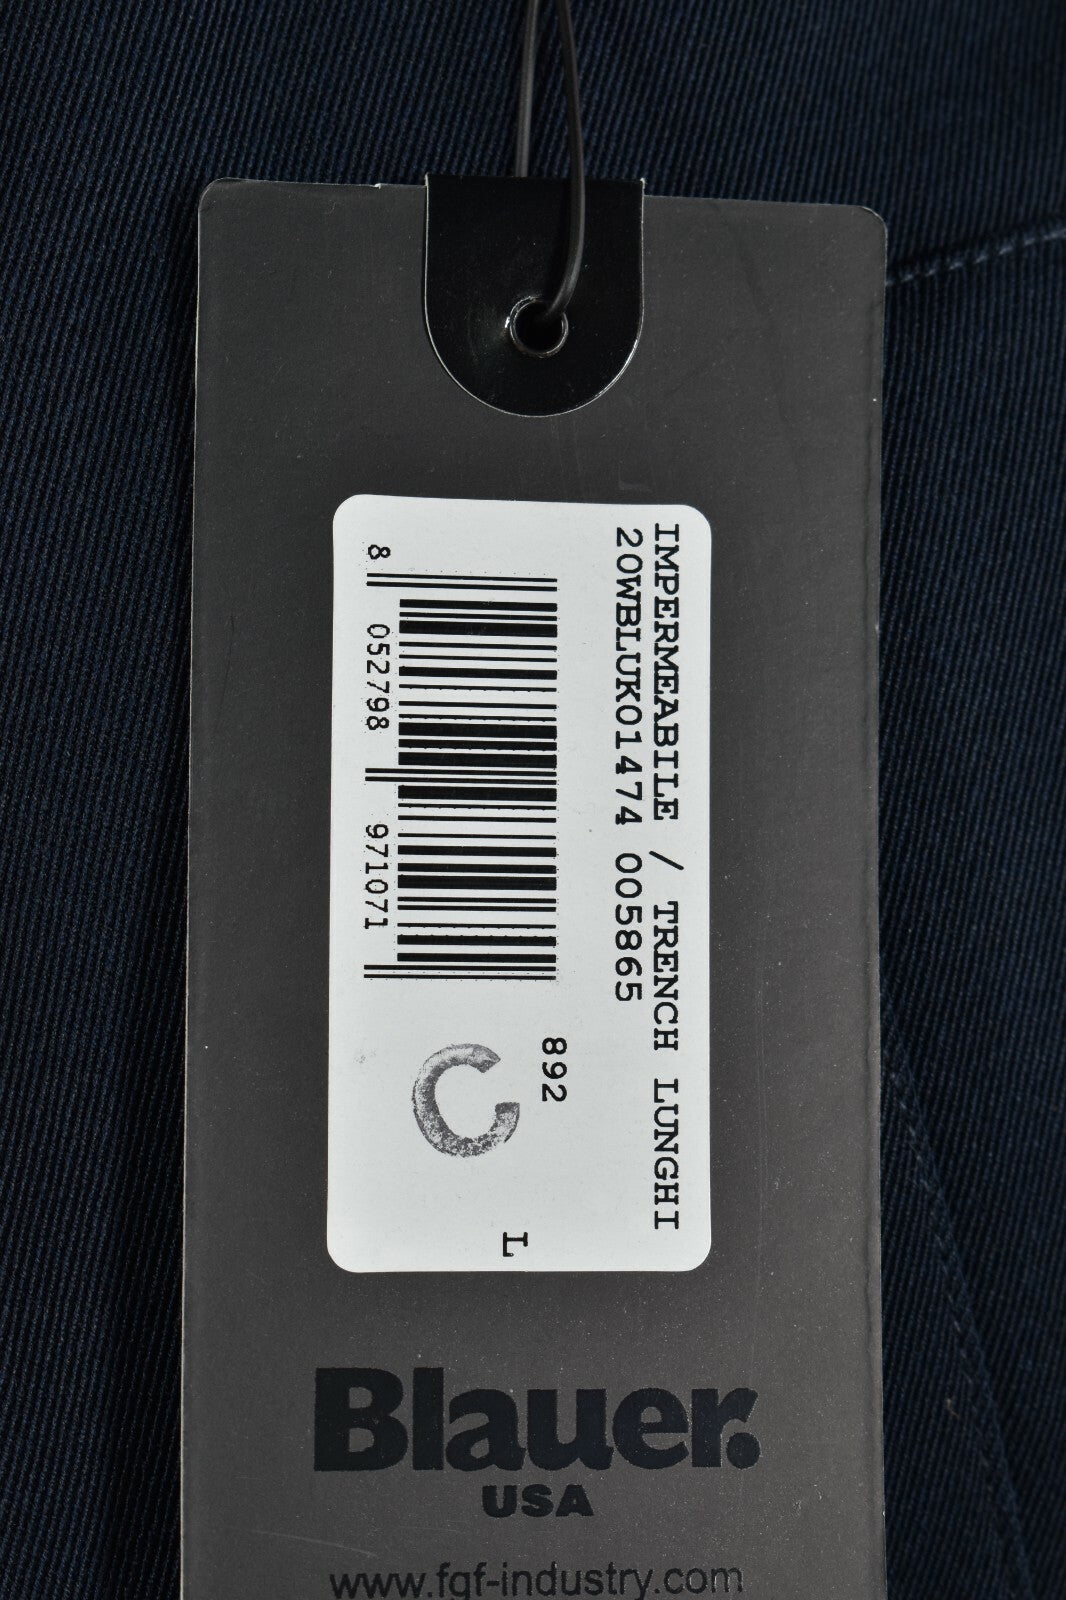 IMPERMEABILE / TRENCH LUNGHI
20WBLUK01474 005865
8 052798 971071
892
C
L
Blauer.
USA
www.fgf-industry.com